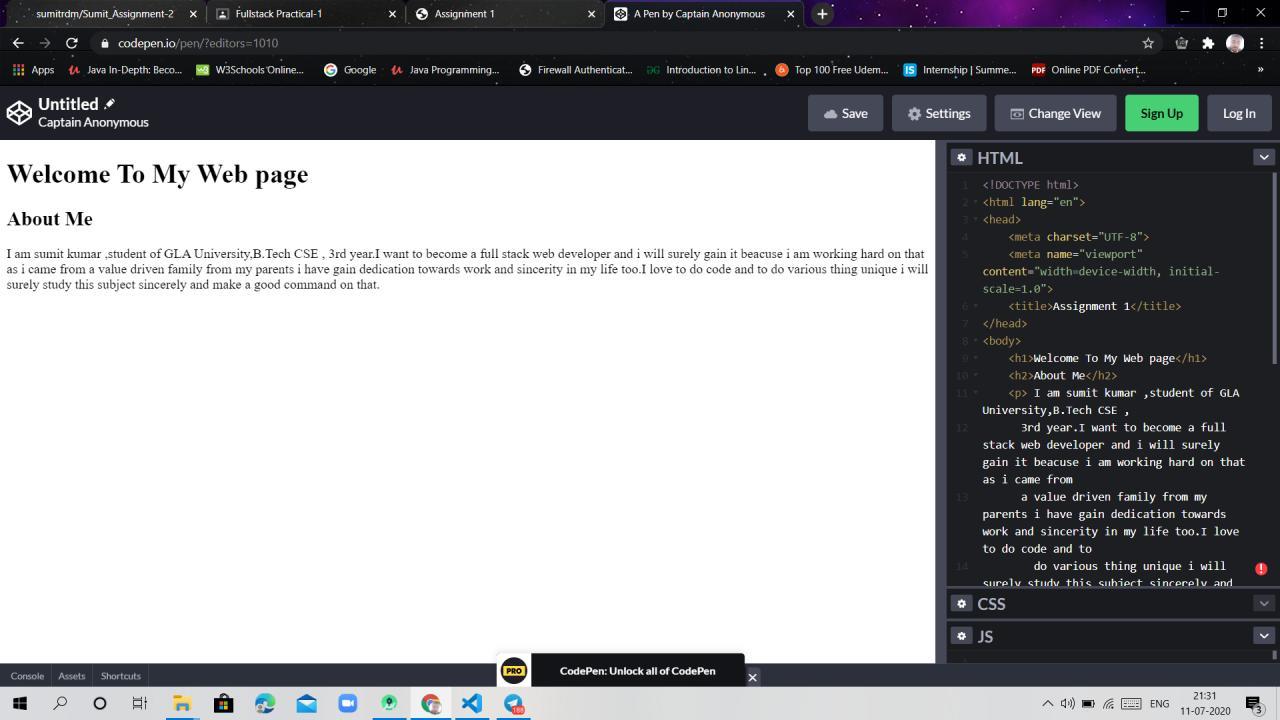 sumitrdm/Sumit_Assignment-2
Fullstack Practical-1
Assignment 1
A Pen by Captain Anonymous
codepen.io/pen/?editors=1010
Apps
Java In-Depth: Beco...
W3Schools Online...
Google
Java Programming...
Firewall Authenticat...
Introduction to Lin...
Top 100 Free Udem...
Internship | Summe...
Online PDF Convert...
»
Untitled
Captain Anonymous
Save
Settings
Change View
Sign Up
Log In
Welcome To My Web page
About Me
I am sumit kumar ,student of GLA University,B.Tech CSE , 3rd year.I want to become a full stack web developer and i will surely gain it beacuse i am working hard on that
as i came from a value driven family from my parents i have gain dedication towards work and sincerity in my life too.I love to do code and to do various thing unique i will
surely study this subject sincerely and make a good command on that.
HTML
1 <!DOCTYPE html>
2 <html lang="en">
3 <head>
4 <meta charset="UTF-8">
5 <meta name="viewport"
content="width=device-width, initial-
scale=1.0">
6 <title>Assignment 1</title>
7 </head>
8 <body>
9 <h1>Welcome To My Web page</h1>
10 <h2>About Me</h2>
11 <p> I am sumit kumar ,student of GLA
University,B.Tech CSE ,
12 3rd year.I want to become a full
stack web developer and i will surely
gain it beacuse i am working hard on that
as i came from
13 a value driven family from my
parents i have gain dedication towards
work and sincerity in my life too.I love
to do code and to
14 do various thing unique i will
surely study this subject sincerely and
CSS
JS
1
Console
Assets
Shortcuts
PRO
CodePen: Unlock all of CodePen
188
ENG
21:31
11-07-2020
3